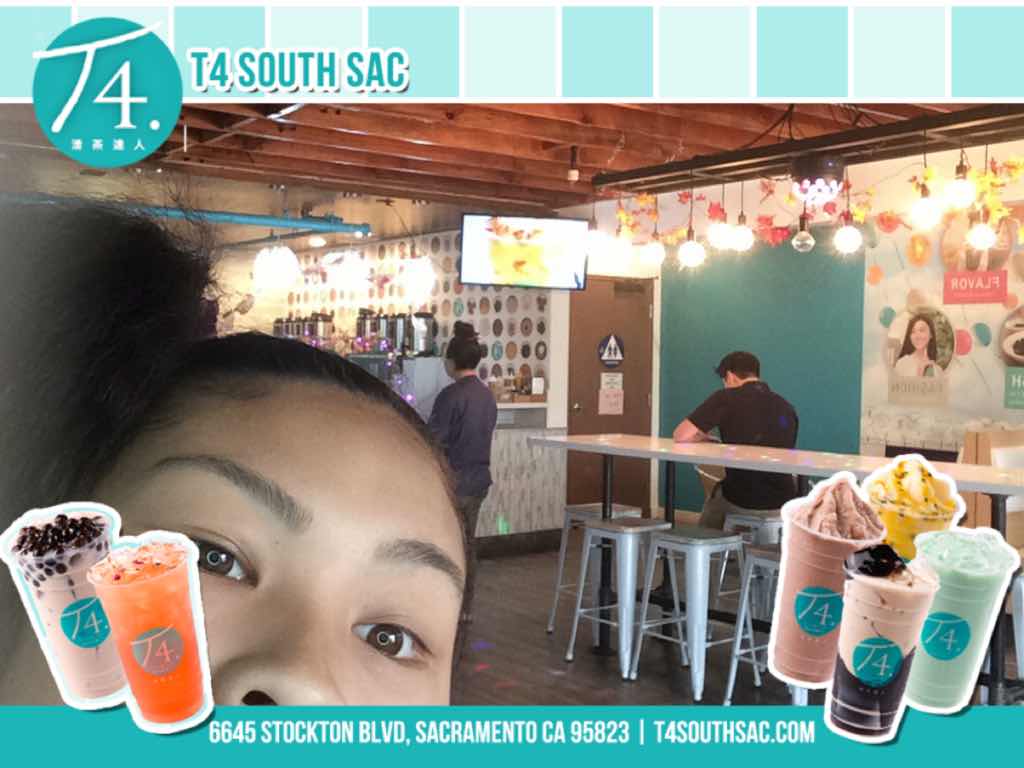 T4.
清茶達人
T4 SOUTH SAC
FLAVOR
FASHION
T4.
T4.
T4.
T4.
T4.
6645 STOCKTON BLVD, SACRAMENTO CA 95823 | T4SOUTHSAC.COM